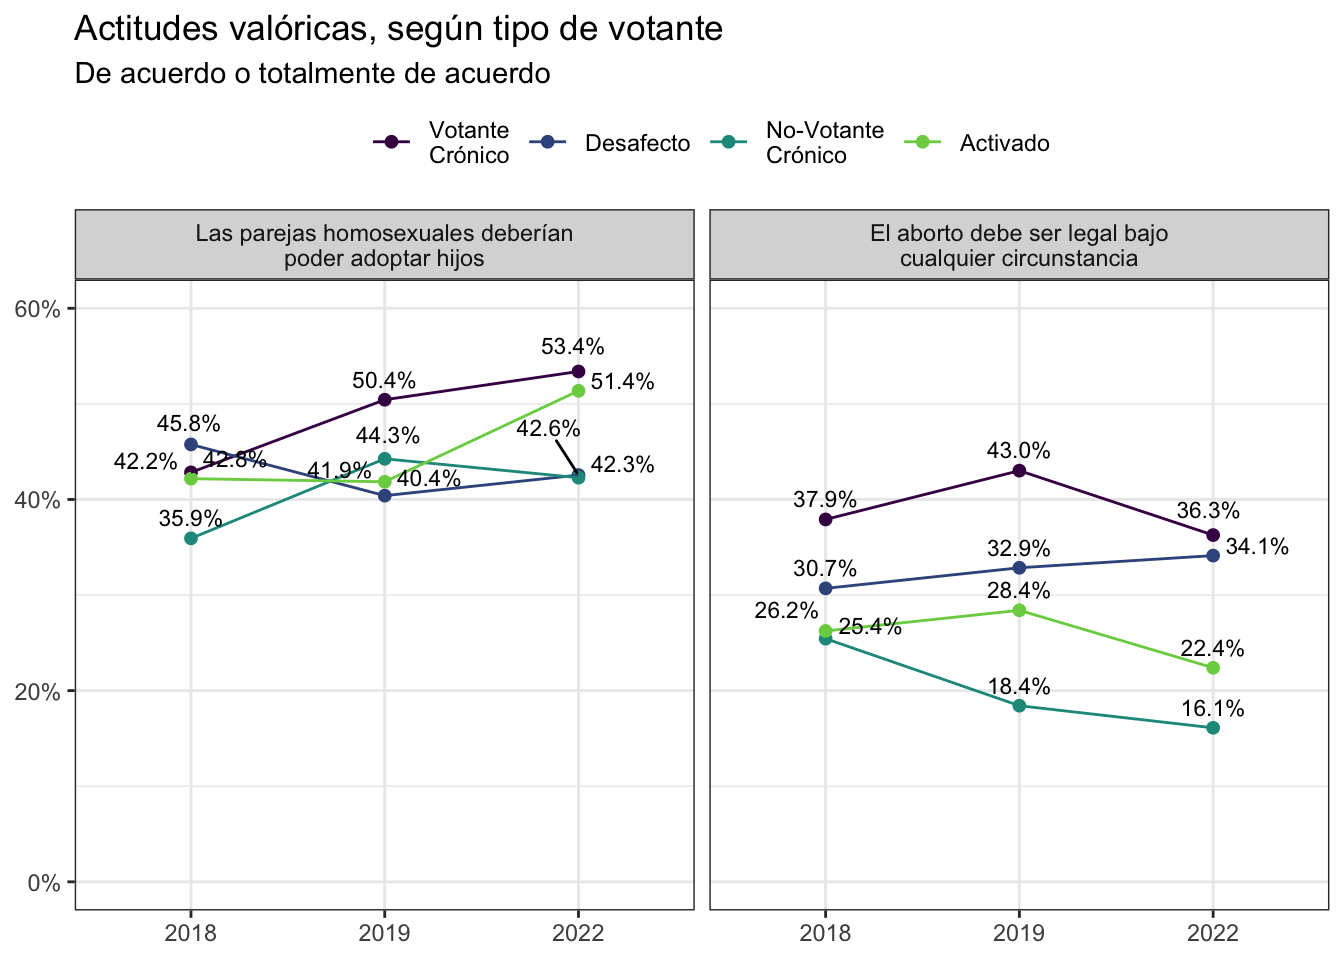 Actitudes valóricas, según tipo de votante
De acuerdo o totalmente de acuerdo
Votante
Crónico
Desafecto
No-Votante
Crónico
Activado
Las parejas homosexuales deberían
poder adoptar hijos
El aborto debe ser legal bajo
cualquier circunstancia
60%
40%
20%
0%
53.4%
50.4%
51.4%
45.8%
44.3%
42.6%
42.2%
42.8%
41.9%
40.4%
42.3%
35.9%
43.0%
37.9%
36.3%
34.1%
32.9%
30.7%
28.4%
26.2%
25.4%
22.4%
18.4%
16.1%
2018
2019
2022
2018
2019
2022